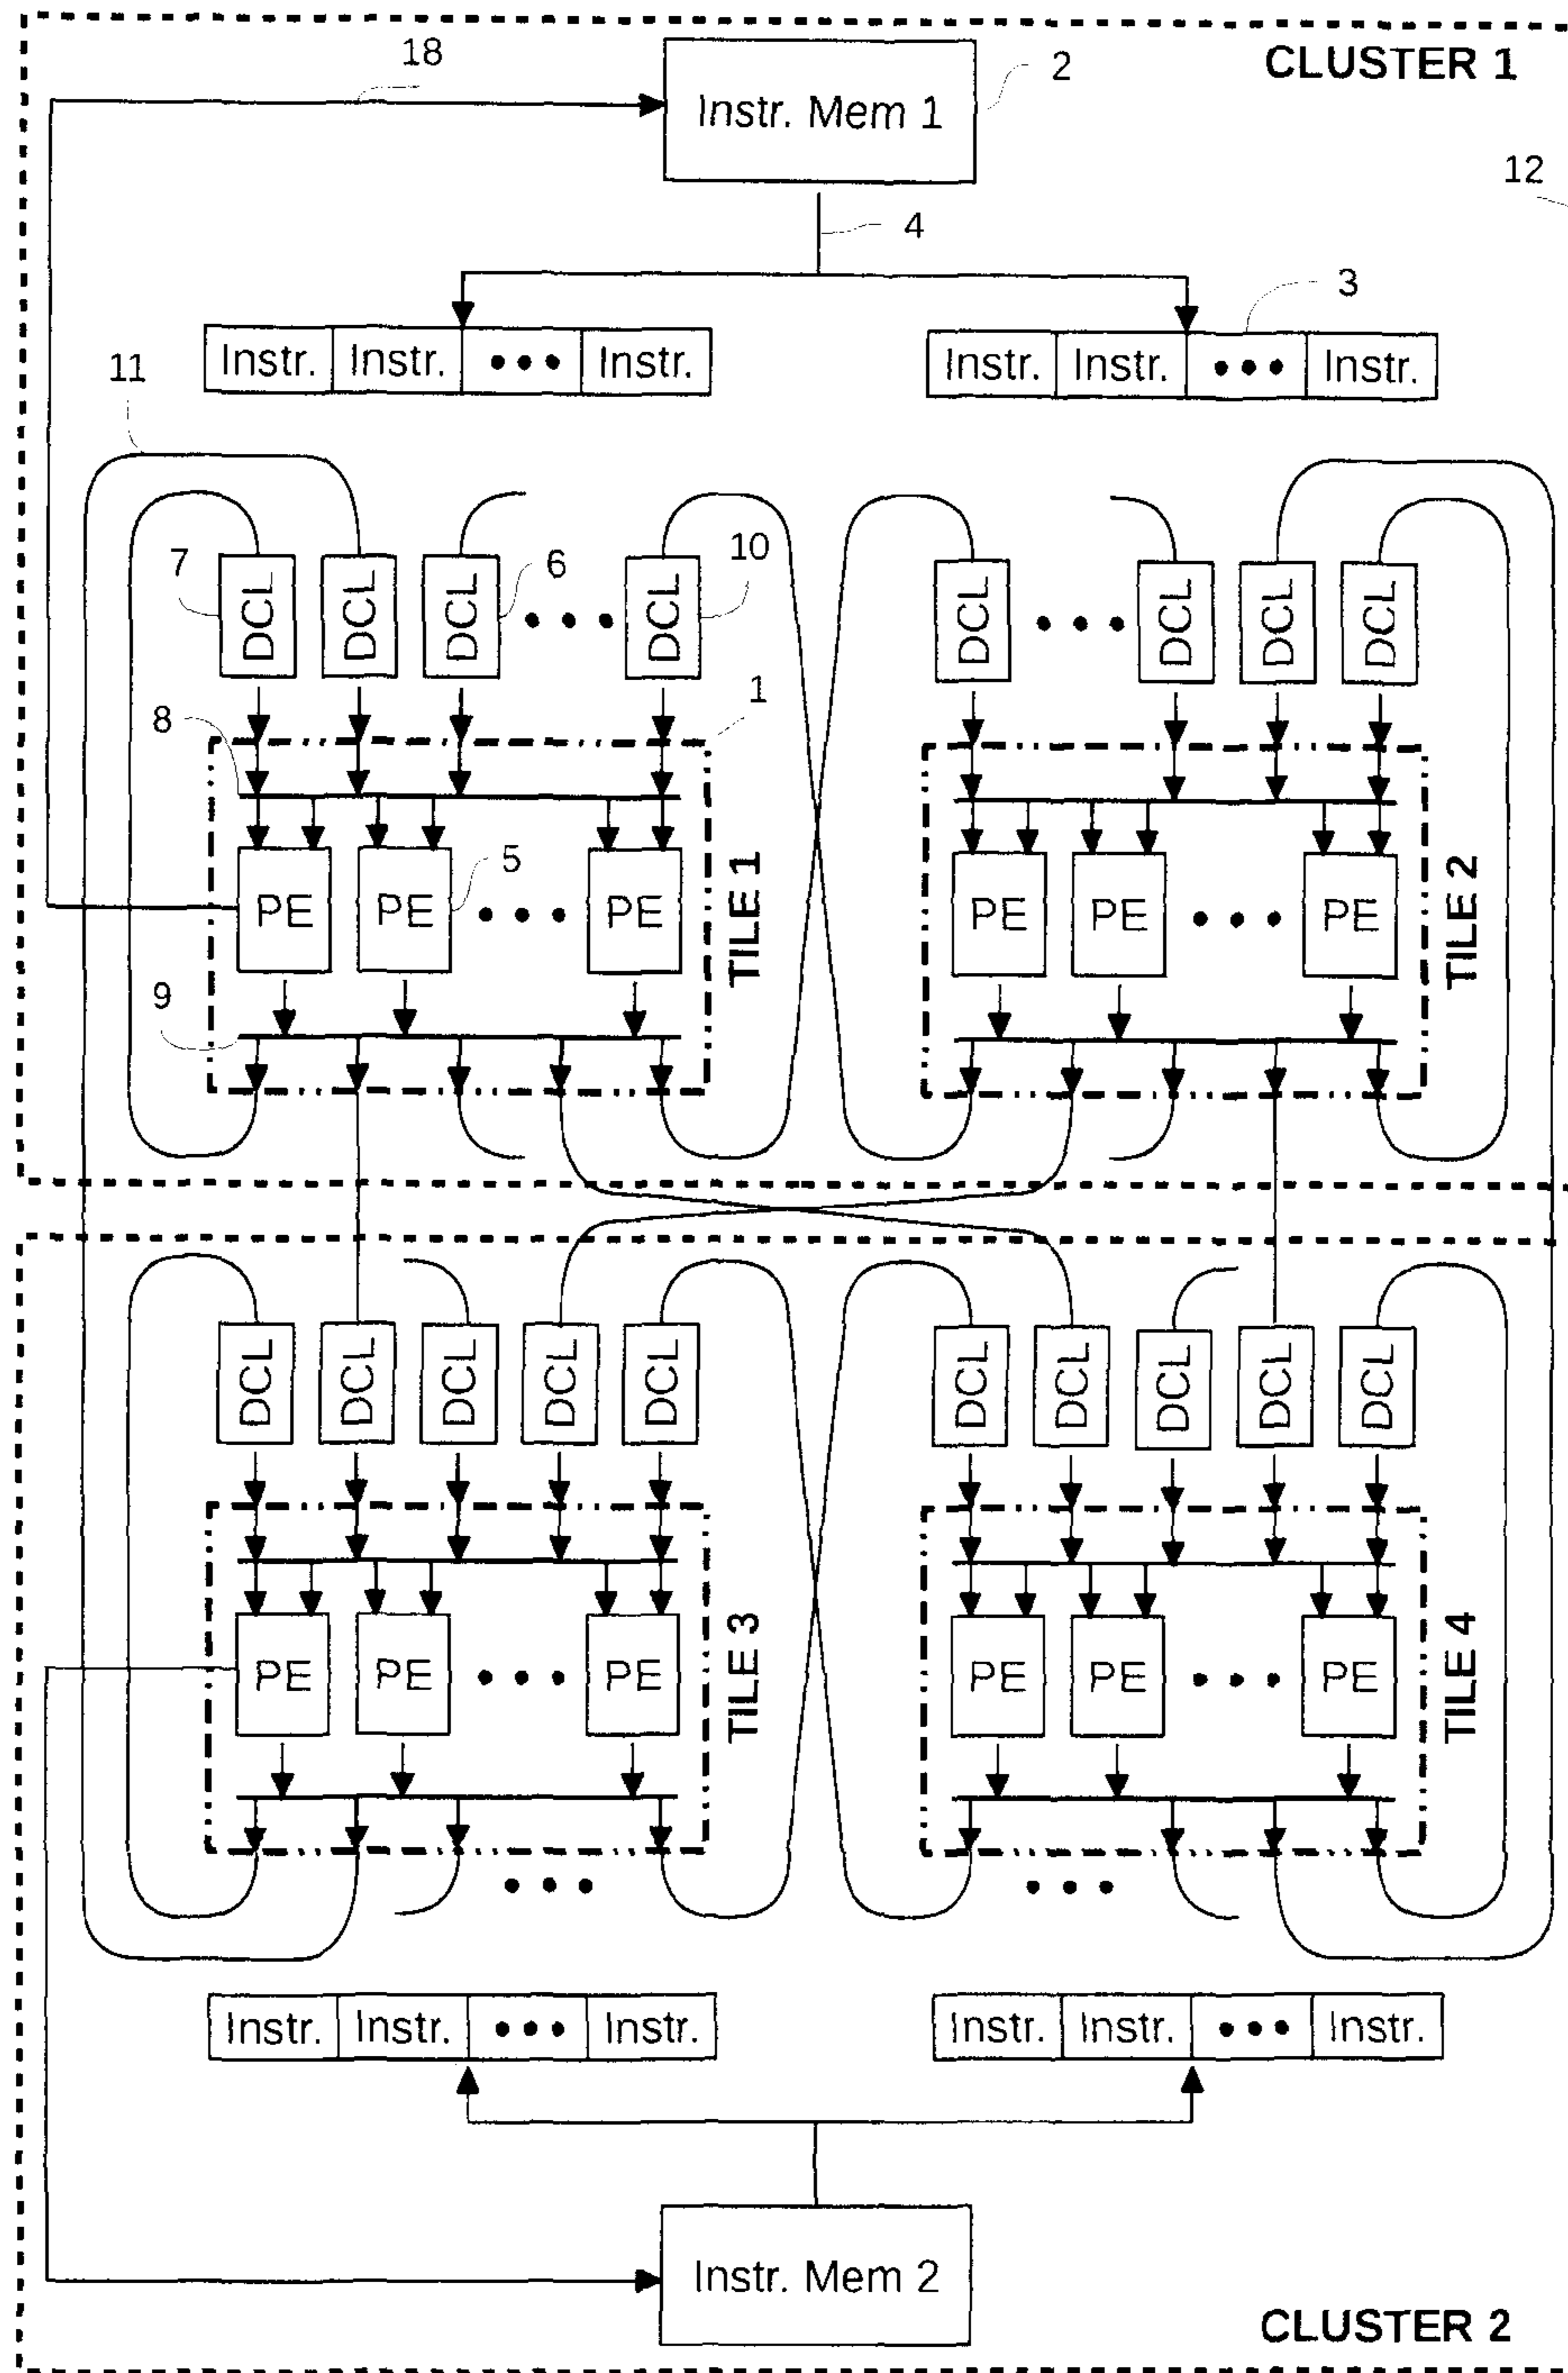 18
Instr. Mem 1
2
CLUSTER 1
12
4
3
Instr. Instr. ••• Instr.
Instr. Instr. ••• Instr.
11
7
DCL
DCL
DCL
6
•••
DCL
10
DCL
•••
DCL
DCL
DCL
1
8
PE
PE
5
•••
PE
TILE 1
PE
PE
•••
PE
TILE 2
9
DCL
DCL
DCL
DCL
DCL
DCL
DCL
DCL
DCL
DCL
PE
PE
•••
PE
TILE 3
PE
PE
•••
PE
TILE 4
•••
•••
Instr. Instr. ••• Instr.
Instr. Instr. ••• Instr.
Instr. Mem 2
CLUSTER 2